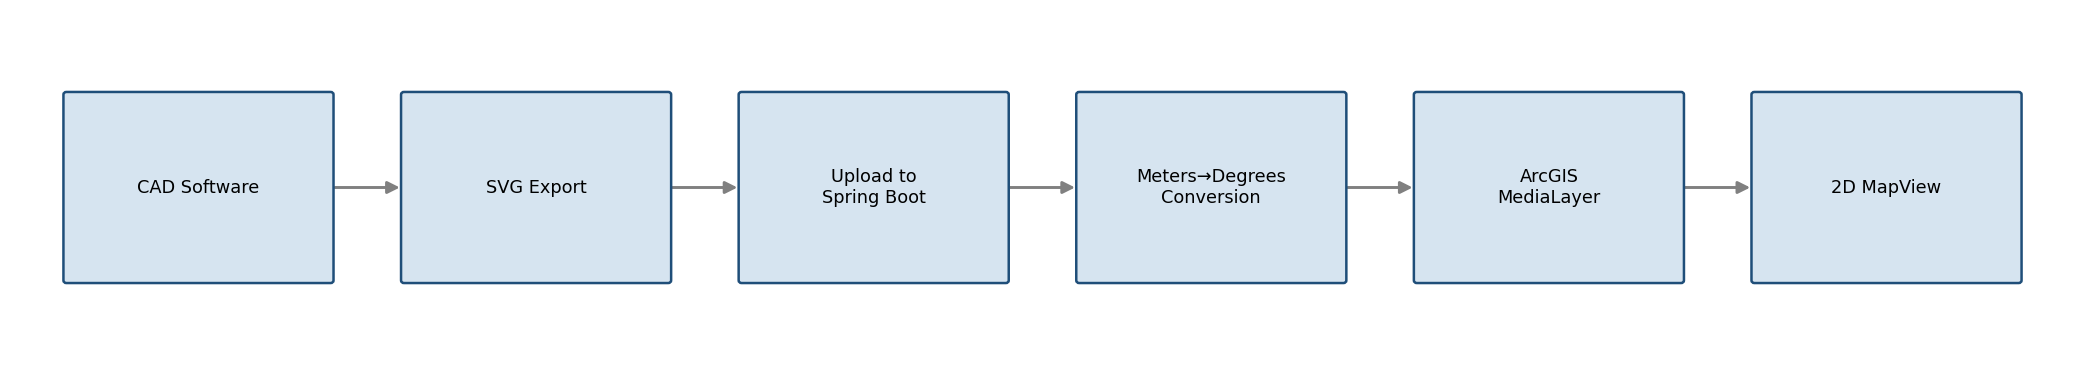 CAD Software
SVG Export
Upload to
Spring Boot
Meters→Degrees
Conversion
ArcGIS
MediaLayer
2D MapView